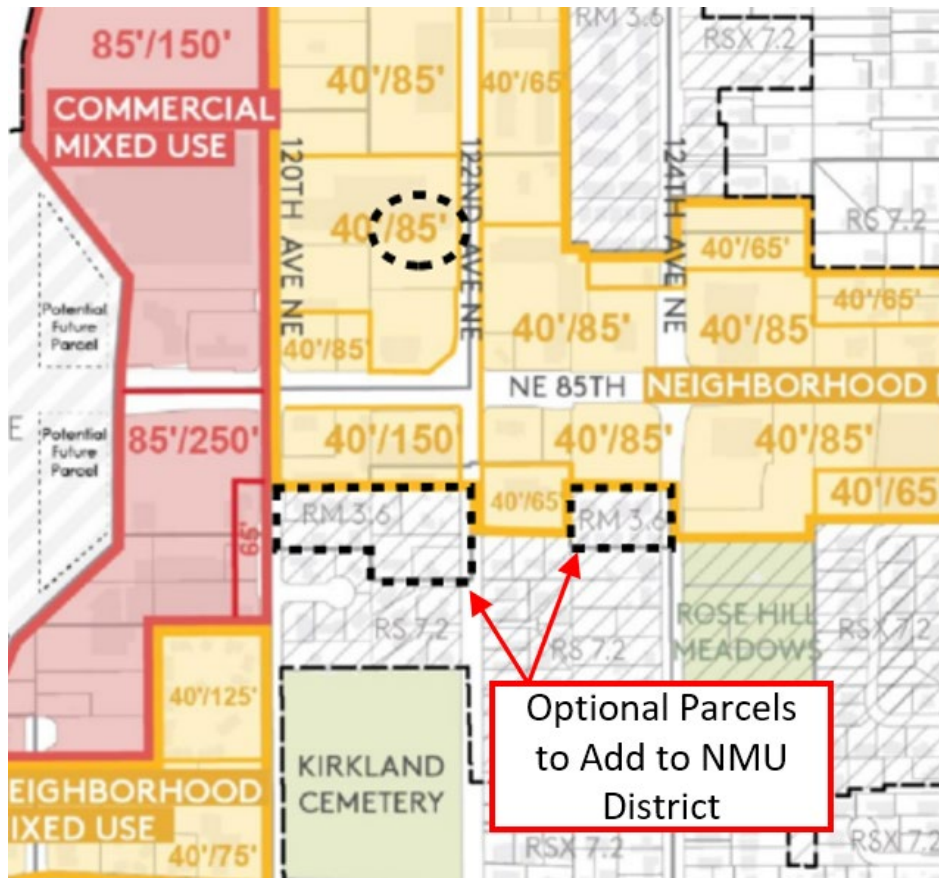 85'/150'
COMMERCIAL
MIXED USE
40'/85'
40'/65'
RM 3.6
RSX 7.2
120TH AVE NE
122ND AVE NE
124TH AVE NE
40'/85'
RS 7.2
40'/65'
40'/65'
Potential
Future
Parcel
40'/85'
40'/85'
40'/85'
NE 85TH
NEIGHBORHOOD
E
Potential
Future
Parcel
85'/250'
40'/150'
40'/85'
40'/85'
40'/65
65'
RM 3.6
40'/65'
RM 3.6
RS 7.2
RS 7.2
ROSE HILL
MEADOWS
RSX 7.2
40'/125'
Optional Parcels
to Add to NMU
District
KIRKLAND
CEMETERY
EIGHBORHOOD
IXED USE
40'/75'
RSX 7.2
RSX 7.2